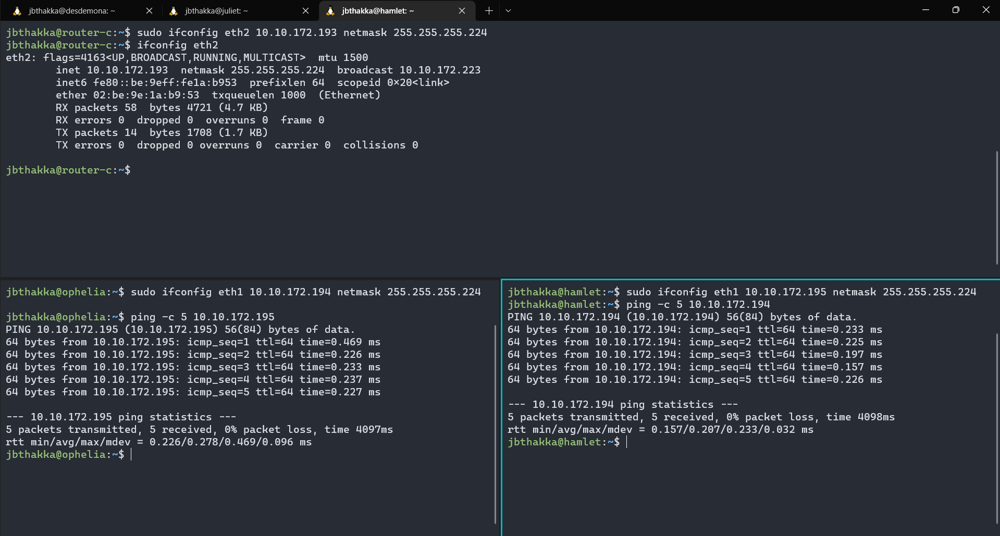 jbthakka@desdemona: ~
jbthakka@juliet: ~
jbthakka@hamlet: ~
jbthakka@router-c:~$ sudo ifconfig eth2 10.10.172.193 netmask 255.255.255.224
jbthakka@router-c:~$ ifconfig eth2
eth2: flags=4163<UP,BROADCAST,RUNNING,MULTICAST>  mtu 1500
        inet 10.10.172.193  netmask 255.255.255.224  broadcast 10.10.172.223
        inet6 fe80::be:9eff:fe1a:b953  prefixlen 64  scopeid 0×20<link>
        ether 02:be:9e:1a:b9:53  txqueuelen 1000  (Ethernet)
        RX packets 58  bytes 4721 (4.7 KB)
        RX errors 0  dropped 0  overruns 0  frame 0
        TX packets 14  bytes 1708 (1.7 KB)
        TX errors 0  dropped 0 overruns 0  carrier 0  collisions 0
jbthakka@router-c:~$
jbthakka@ophelia:~$ sudo ifconfig eth1 10.10.172.194 netmask 255.255.255.224
jbthakka@ophelia:~$ ping -c 5 10.10.172.195
PING 10.10.172.195 (10.10.172.195) 56(84) bytes of data.
64 bytes from 10.10.172.195: icmp_seq=1 ttl=64 time=0.469 ms
64 bytes from 10.10.172.195: icmp_seq=2 ttl=64 time=0.226 ms
64 bytes from 10.10.172.195: icmp_seq=3 ttl=64 time=0.233 ms
64 bytes from 10.10.172.195: icmp_seq=4 ttl=64 time=0.237 ms
64 bytes from 10.10.172.195: icmp_seq=5 ttl=64 time=0.227 ms
--- 10.10.172.195 ping statistics ---
5 packets transmitted, 5 received, 0% packet loss, time 4097ms
rtt min/avg/max/mdev = 0.226/0.278/0.469/0.096 ms
jbthakka@ophelia:~$
jbthakka@hamlet:~$ sudo ifconfig eth1 10.10.172.195 netmask 255.255.255.224
jbthakka@hamlet:~$ ping -c 5 10.10.172.194
PING 10.10.172.194 (10.10.172.194) 56(84) bytes of data.
64 bytes from 10.10.172.194: icmp_seq=1 ttl=64 time=0.233 ms
64 bytes from 10.10.172.194: icmp_seq=2 ttl=64 time=0.225 ms
64 bytes from 10.10.172.194: icmp_seq=3 ttl=64 time=0.197 ms
64 bytes from 10.10.172.194: icmp_seq=4 ttl=64 time=0.157 ms
64 bytes from 10.10.172.194: icmp_seq=5 ttl=64 time=0.226 ms
--- 10.10.172.194 ping statistics ---
5 packets transmitted, 5 received, 0% packet loss, time 4098ms
rtt min/avg/max/mdev = 0.157/0.207/0.233/0.032 ms
jbthakka@hamlet:~$